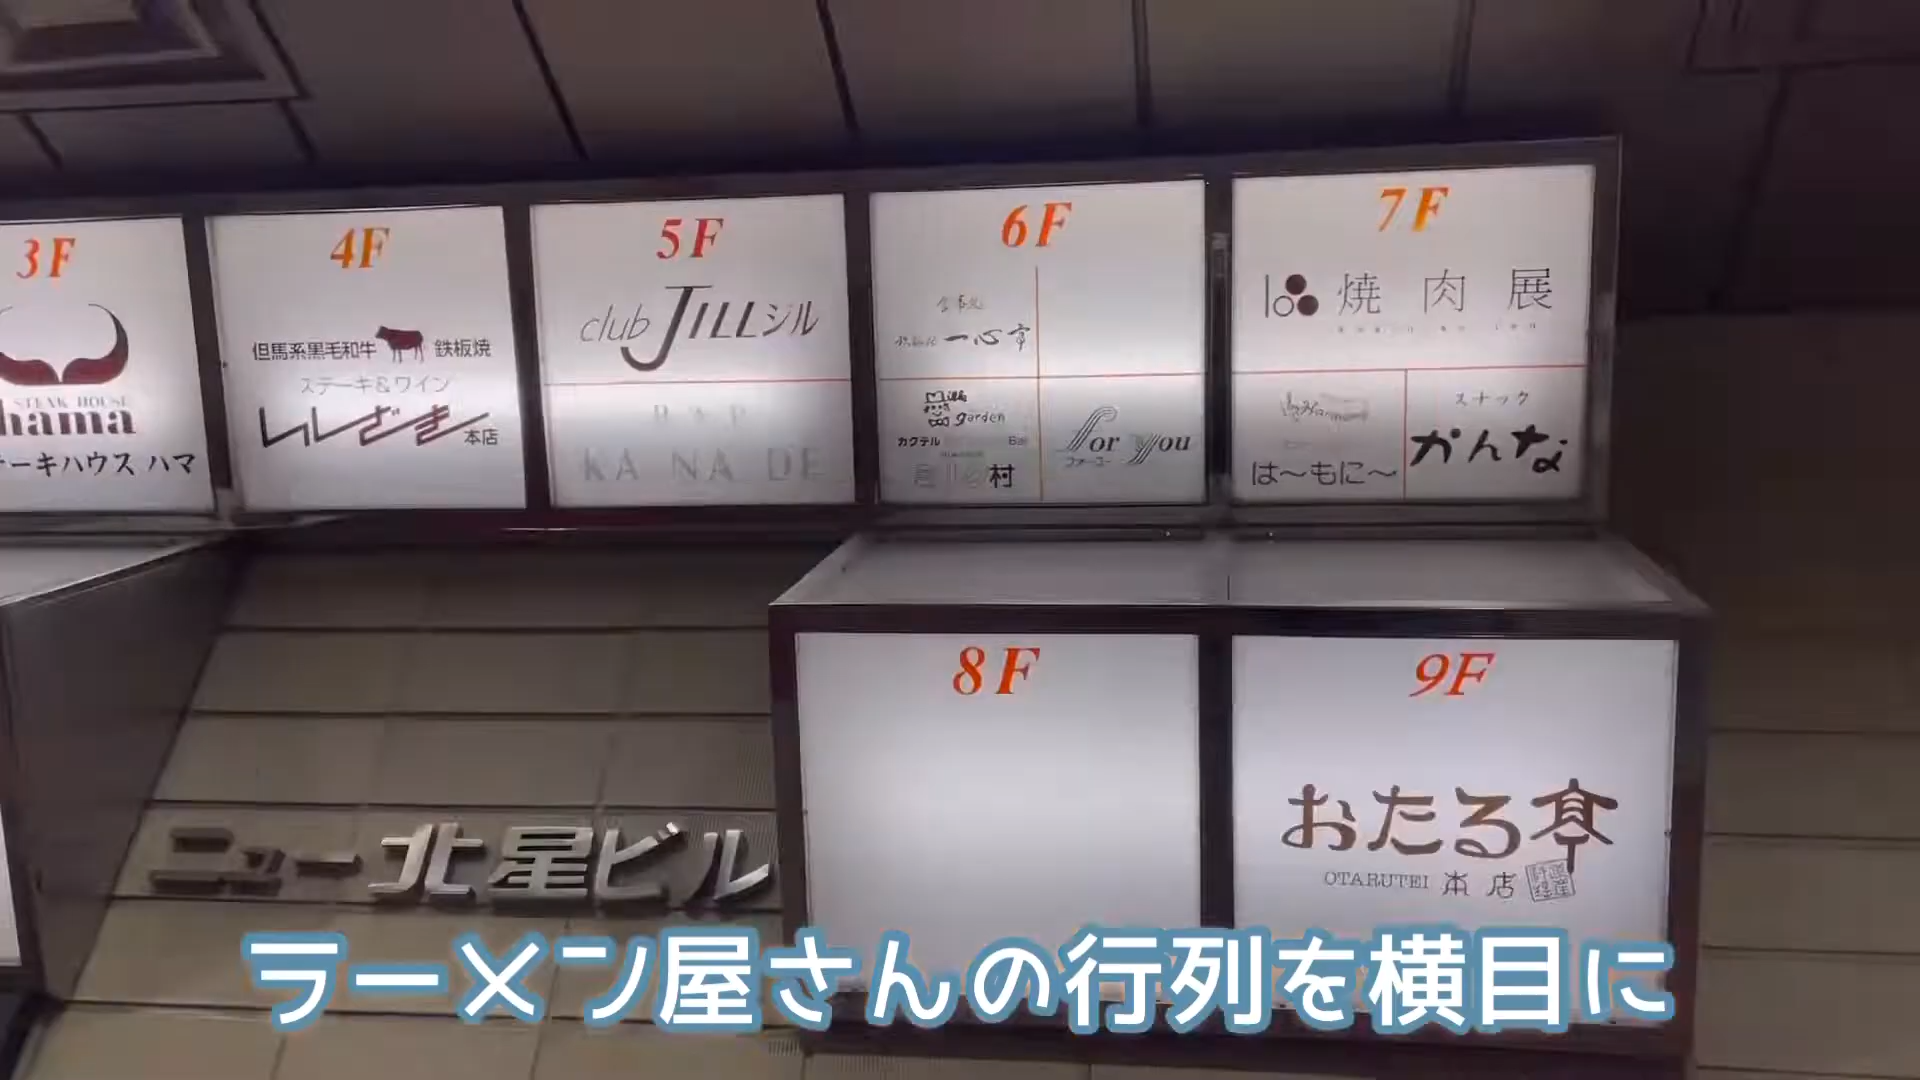 3F
STEAK HOUSE
hama
ーキハウス ハマ
4F
但馬系黒毛和牛 鉄板焼
ステーキ&ワイン
いしざき 本店
5F
club JILL ジル
BAR
KANADE
6F
一心亭
garden
カクテル Bar
村
for you
フォーユー
7F
焼肉展
は〜もに〜
スナック
かんな
8F
9F
おたる亭
OTARUTEI 本店
ニュー北星ビル
ラーメン屋さんの行列を横目に